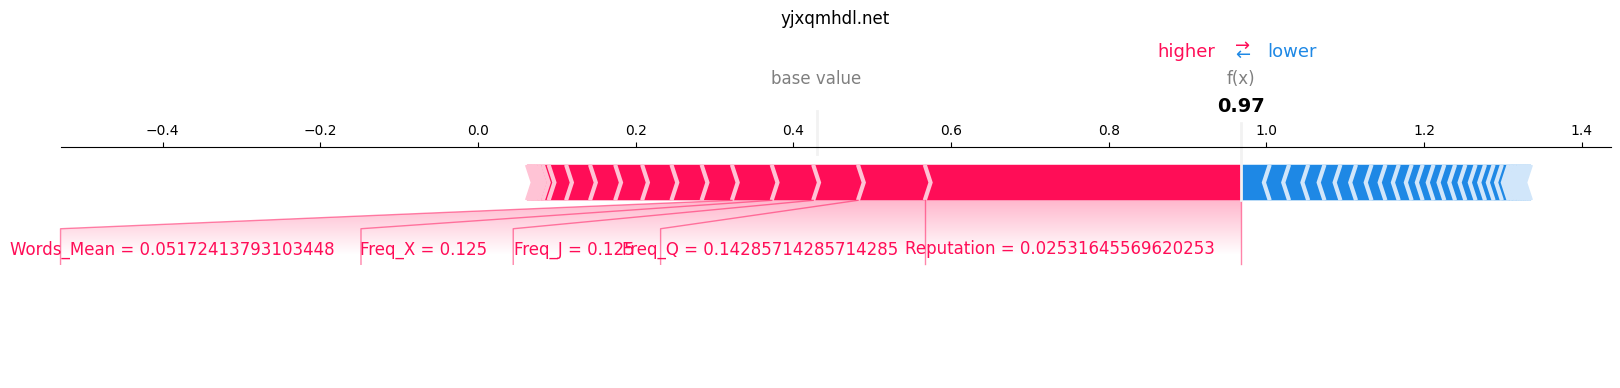 yjxqmhdl.net
higher → ← lower
base value f(x)
0.97
−0.4 −0.2 0.0 0.2 0.4 0.6 0.8 1.0 1.2 1.4
Words_Mean = 0.05172413793103448 Freq_X = 0.125 Freq_J = 0.125 Freq_Q = 0.14285714285714285 Reputation = 0.02531645569620253